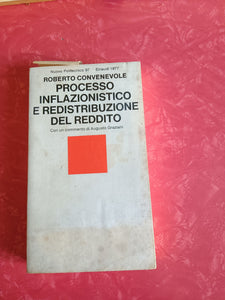 Nuovo Politecnico 97 Einaudi 1977
ROBERTO CONVENEVOLE
PROCESSO
INFLAZIONISTICO
E REDISTRIBUZIONE
DEL REDDITO
Con un commento di Augusto Graziani